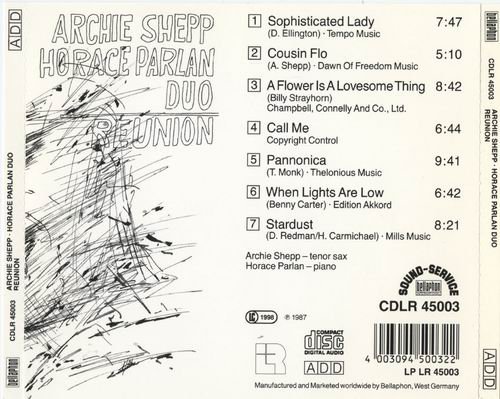 ADD
CDLR 45003
ARCHIE SHEPP · HORACE PARLAN DUO
REUNION
bellaphon
ARCHIE SHEPP
HORACE PARLAN
DUO
REUNION
1 Sophisticated Lady 7:47
(D. Ellington) · Tempo Music
2 Cousin Flo 5:10
(A. Shepp) · Dawn Of Freedom Music
3 A Flower Is A Lovesome Thing 8:42
(Billy Strayhorn)
Champbell, Connelly And Co., Ltd.
4 Call Me 6:44
Copyright Control
5 Pannonica 9:41
(T. Monk) · Thelonious Music
6 When Lights Are Low 6:42
(Benny Carter) · Edition Akkord
7 Stardust 8:21
(D. Redman/H. Carmichael) · Mills Music
Archie Shepp – tenor sax
Horace Parlan – piano
SOUND-SERVICE
bellaphon
CDLR 45003
LC 1998
℗ 1987
COMPACT
disc
DIGITAL AUDIO
4 003094 500322
LP LR 45003
Manufactured and Marketed worldwide by Bellaphon, West Germany
bellaphon
CDLR 45003
ARCHIE SHEPP · HORACE PARLAN DUO
REUNION
ADD